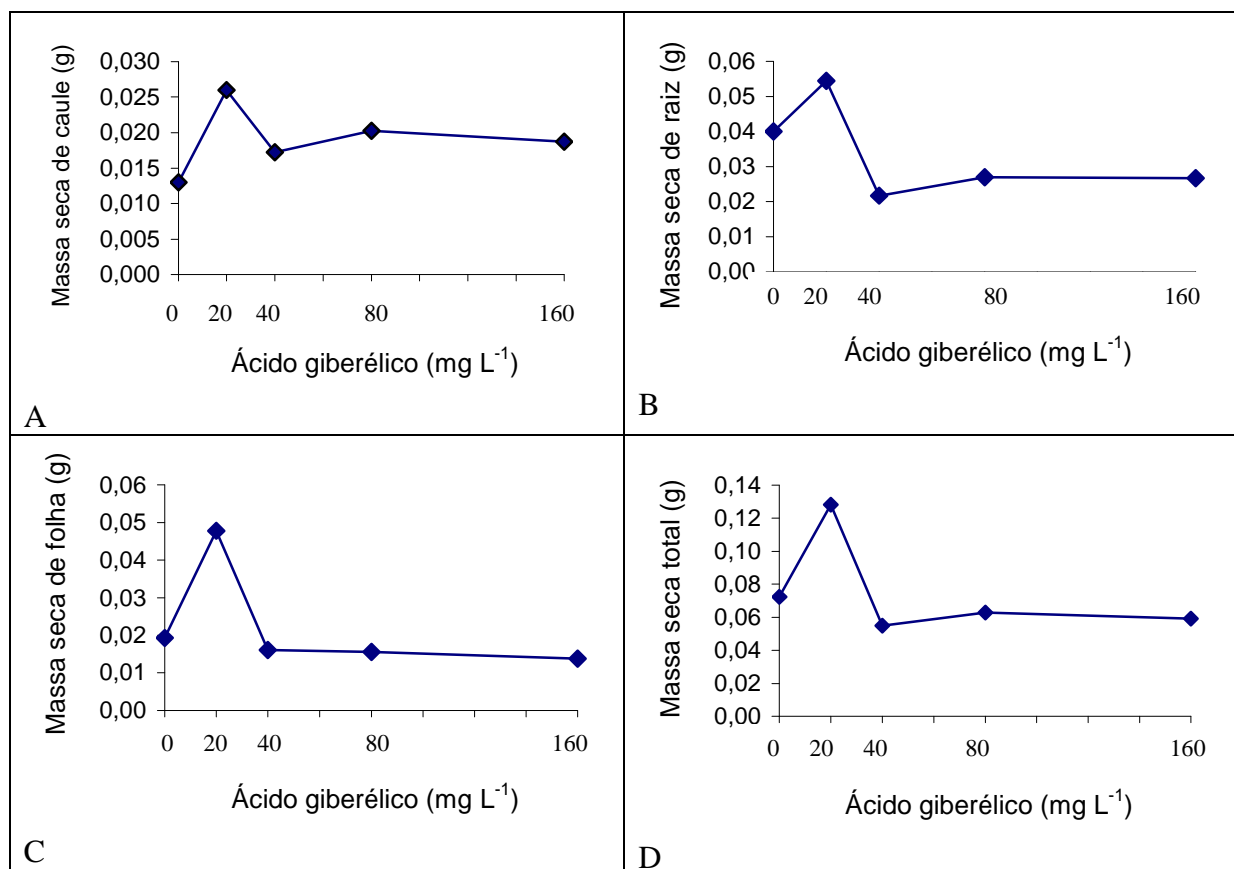 Massa seca de caule (g)
0,030
0,025
0,020
0,015
0,010
0,005
0,000
0 20 40 80 160
Ácido giberélico (mg L-1)
A
Massa seca de raiz (g)
0,06
0,05
0,04
0,03
0,02
0,01
0,00
0 20 40 80 160
Ácido giberélico (mg L-1)
B
Massa seca de folha (g)
0,06
0,05
0,04
0,03
0,02
0,01
0,00
0 20 40 80 160
Ácido giberélico (mg L-1)
C
Massa seca total (g)
0,14
0,12
0,10
0,08
0,06
0,04
0,02
0,00
0 20 40 80 160
Ácido giberélico (mg L-1)
D